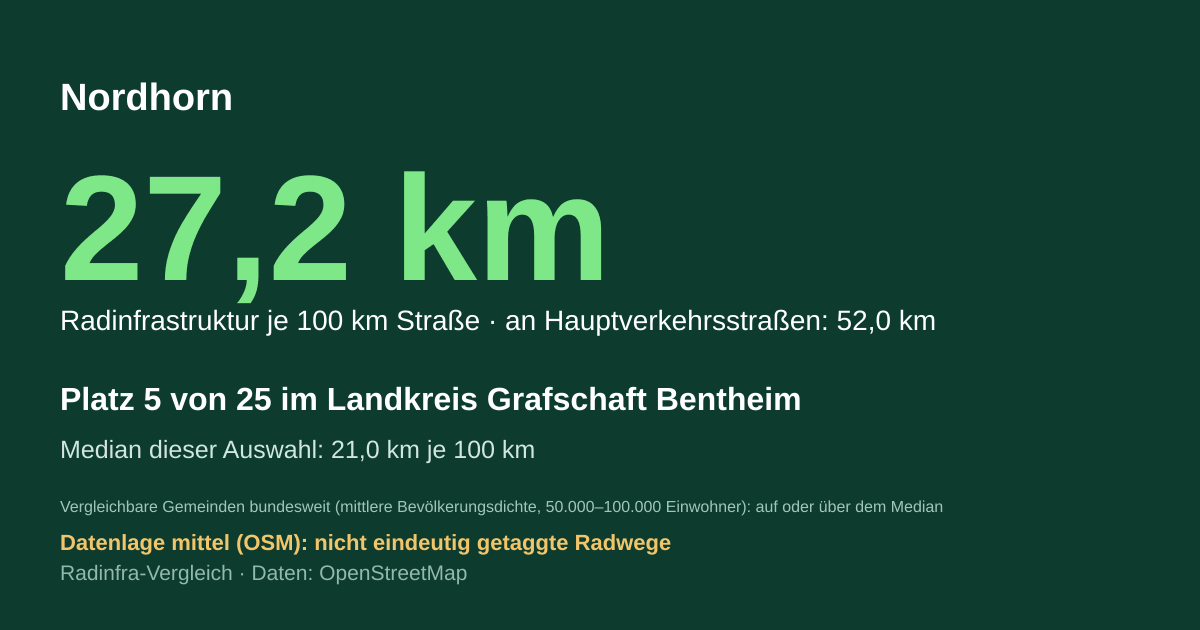 Nordhorn
27,2 km
Radinfrastruktur je 100 km Straße · an Hauptverkehrsstraßen: 52,0 km
Platz 5 von 25 im Landkreis Grafschaft Bentheim
Median dieser Auswahl: 21,0 km je 100 km
Vergleichbare Gemeinden bundesweit (mittlere Bevölkerungsdichte, 50.000–100.000 Einwohner): auf oder über dem Median
Datenlage mittel (OSM): nicht eindeutig getaggte Radwege
Radinfra-Vergleich · Daten: OpenStreetMap